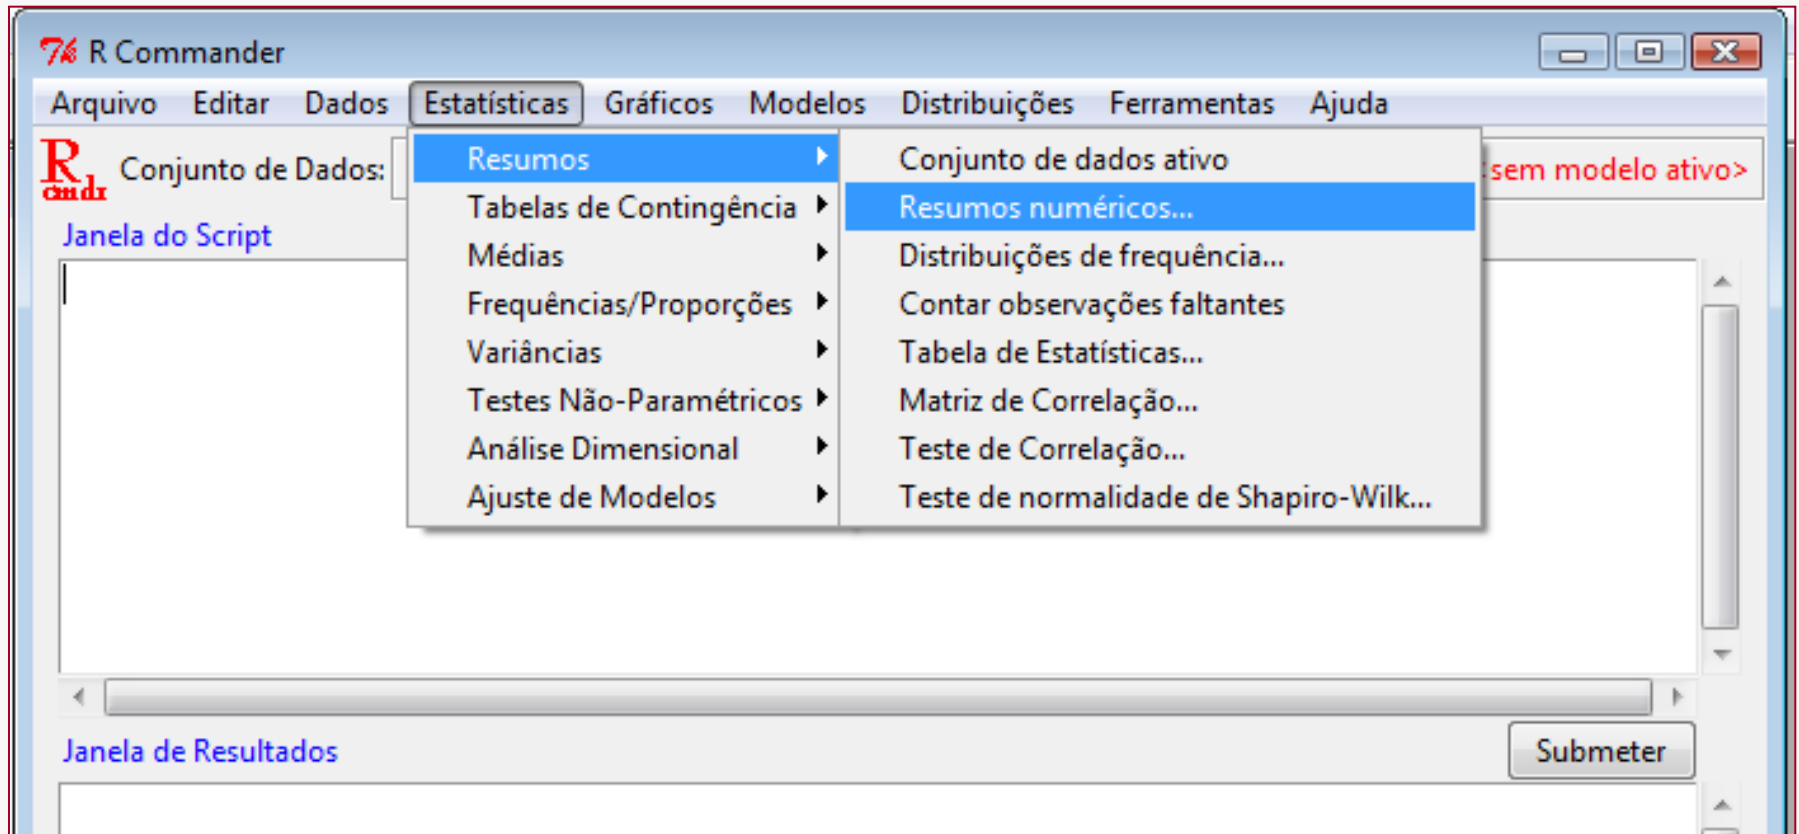 R Commander
Arquivo Editar Dados Estatísticas Gráficos Modelos Distribuições Ferramentas Ajuda
R
cmdr
Conjunto de Dados:
sem modelo ativo>
Resumos
Tabelas de Contingência
Médias
Frequências/Proporções
Variâncias
Testes Não-Paramétricos
Análise Dimensional
Ajuste de Modelos
Conjunto de dados ativo
Resumos numéricos...
Distribuições de frequência...
Contar observações faltantes
Tabela de Estatísticas...
Matriz de Correlação...
Teste de Correlação...
Teste de normalidade de Shapiro-Wilk...
Janela do Script
Janela de Resultados
Submeter